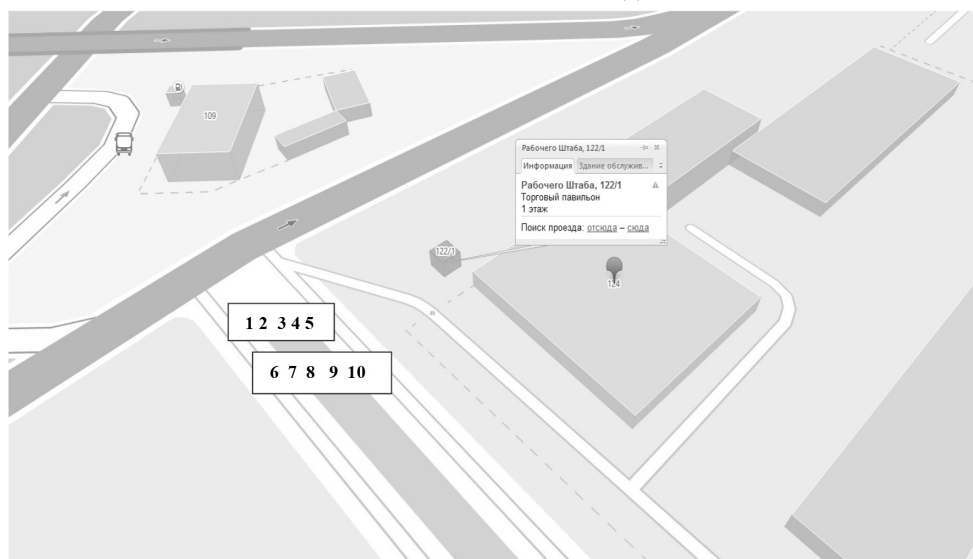 109
Рабочего Штаба, 122/1
Информация Здание обслужив...
Рабочего Штаба, 122/1
Торговый павильон
1 этаж
Поиск проезда: отсюда – сюда
122/1
124
1 2 3 4 5
6 7 8 9 10